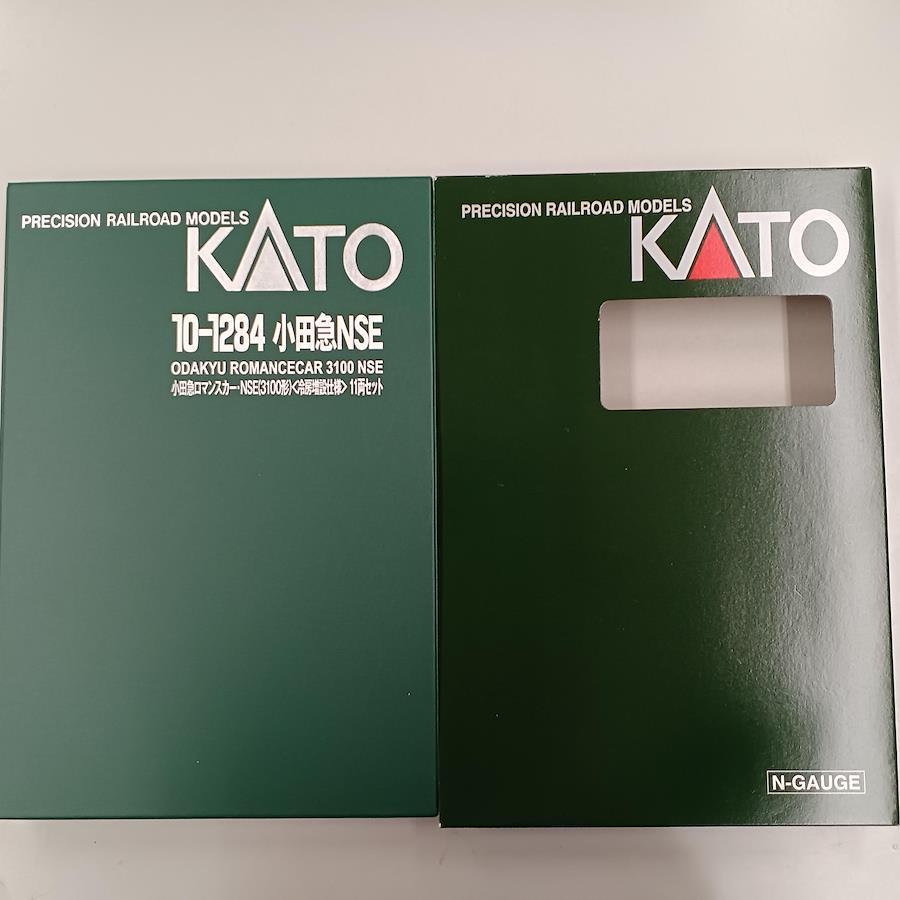 PRECISION RAILROAD MODELS
KATO
10-1284 小田急NSE
ODAKYU ROMANCECAR 3100 NSE
小田急ロマンスカー・NSE(3100形)<冷房増設仕様> 11両セット
PRECISION RAILROAD MODELS
KATO
N-GAUGE